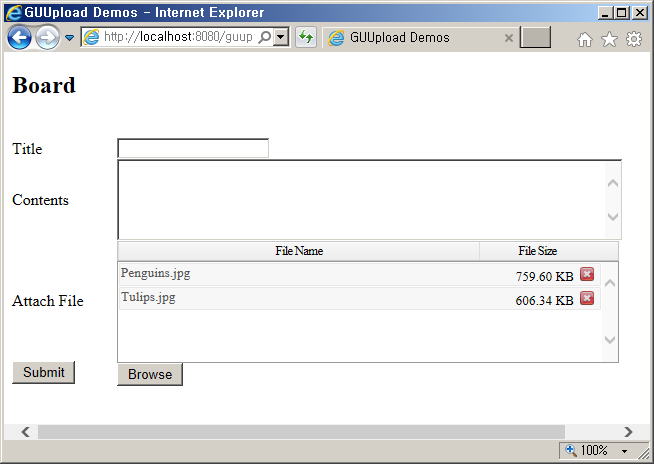 GUUpload Demos - Internet Explorer
http://localhost:8080/guup
GUUpload Demos
Board
Title
Contents
File Name File Size
Penguins.jpg 759.60 KB
Tulips.jpg 606.34 KB
Attach File
Submit Browse
100%